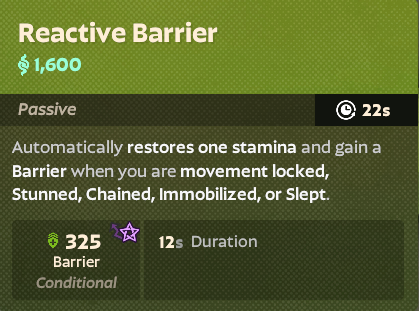 Reactive Barrier
1,600
Passive
22s
Automatically restores one stamina and gain a
Barrier when you are movement locked,
Stunned, Chained, Immobilized, or Slept.
325
Barrier
Conditional
12s Duration